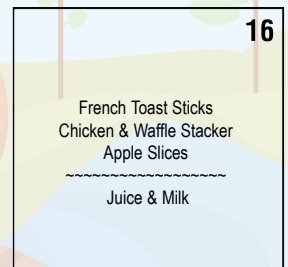 16
French Toast Sticks
Chicken & Waffle Stacker
Apple Slices
~~~~~~~~~~~~~~~~~~
Juice & Milk